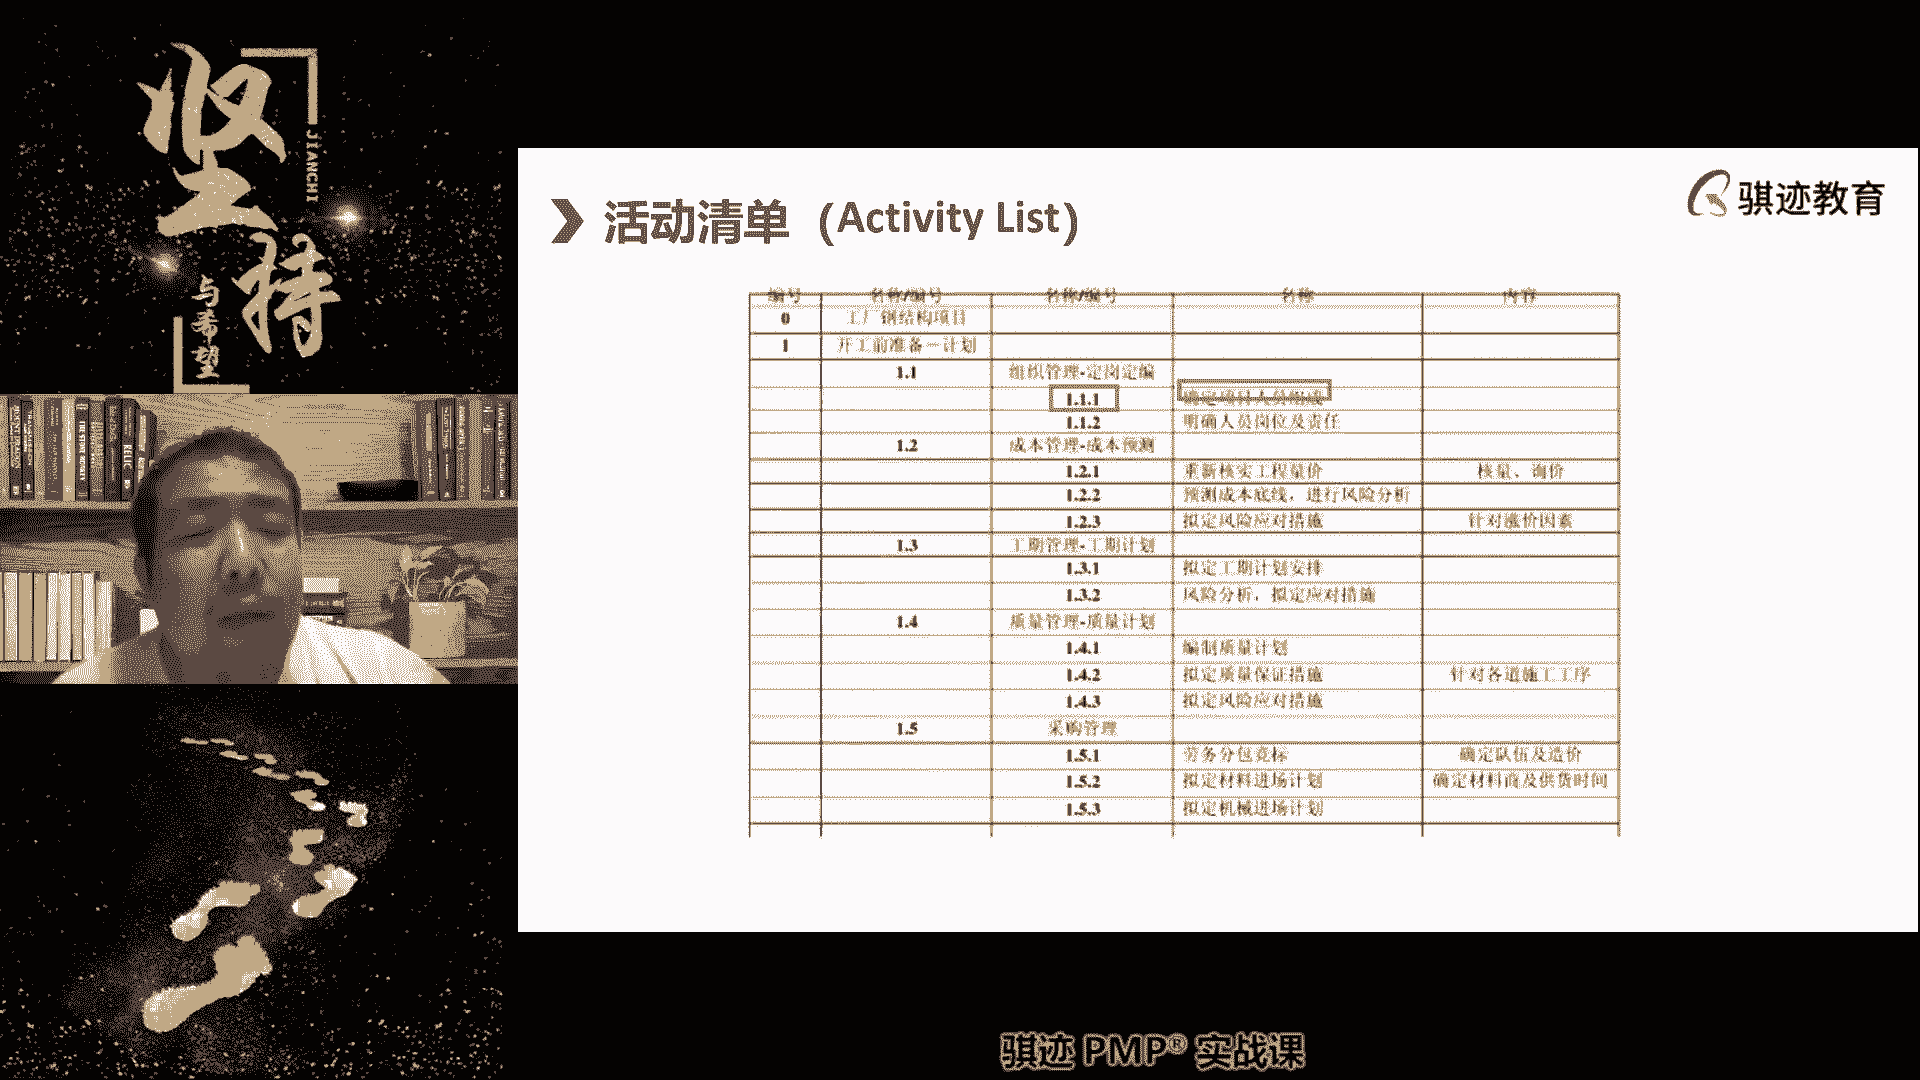 坚持
JIANCHI
与希望
骐迹教育
活动清单（Activity List）
编号 名称/编号 名称/编号 名称 内容
0 工厂钢结构项目
1 开工前准备－计划
1.1 组织管理-定岗定编
1.1.1 确定项目人员组成
1.1.2 明确人员岗位及责任
1.2 成本管理-成本预测
1.2.1 重新核实工程量价 核量、询价
1.2.2 预测成本底线，进行风险分析
1.2.3 拟定风险应对措施 针对涨价因素
1.3 工期管理-工期计划
1.3.1 拟定工期计划安排
1.3.2 风险分析，拟定应对措施
1.4 质量管理-质量计划
1.4.1 编制质量计划
1.4.2 拟定质量保证措施 针对各道施工工序
1.4.3 拟定风险应对措施
1.5 采购管理
1.5.1 劳务分包竞标 确定队伍及造价
1.5.2 拟定材料进场计划 确定材料商及供货时间
1.5.3 拟定机械进场计划
RELIC
骐迹 PMP® 实战课